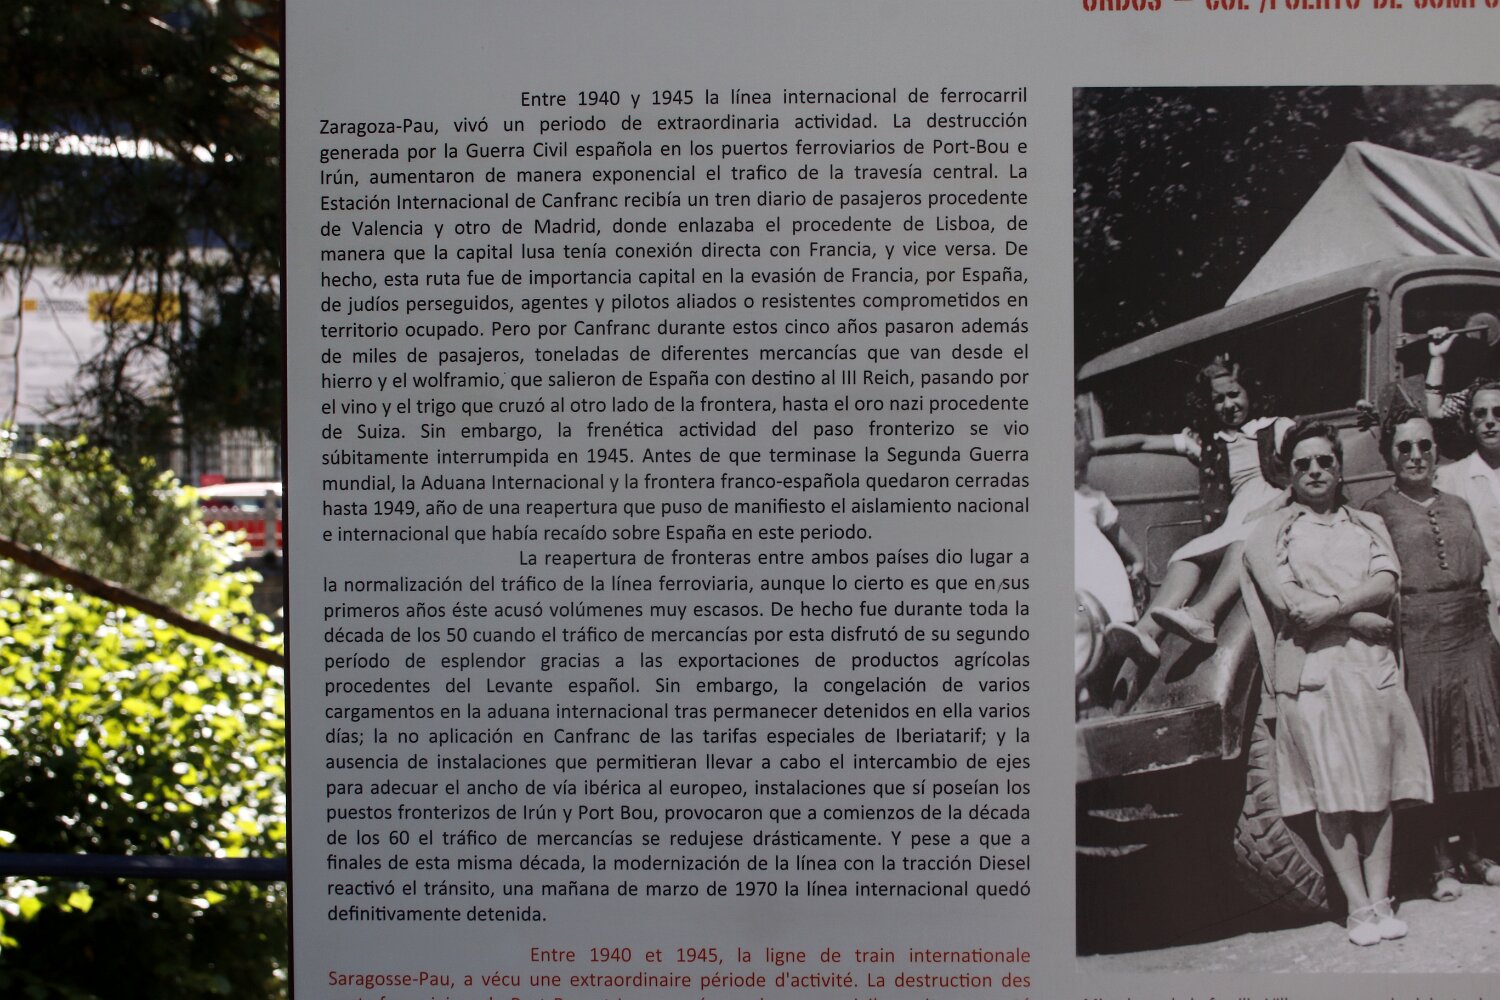 Entre 1940 y 1945 la línea internacional de ferrocarril
Zaragoza-Pau, vivó un periodo de extraordinaria actividad. La destrucción
generada por la Guerra Civil española en los puertos ferroviarios de Port-Bou e
Irún, aumentaron de manera exponencial el trafico de la travesía central. La
Estación Internacional de Canfranc recibía un tren diario de pasajeros procedente
de Valencia y otro de Madrid, donde enlazaba el procedente de Lisboa, de
manera que la capital lusa tenía conexión directa con Francia, y vice versa. De
hecho, esta ruta fue de importancia capital en la evasión de Francia, por España,
de judíos perseguidos, agentes y pilotos aliados o resistentes comprometidos en
territorio ocupado. Pero por Canfranc durante estos cinco años pasaron además
de miles de pasajeros, toneladas de diferentes mercancías que van desde el
hierro y el wolframio, que salieron de España con destino al III Reich, pasando por
el vino y el trigo que cruzó al otro lado de la frontera, hasta el oro nazi procedente
de Suiza. Sin embargo, la frenética actividad del paso fronterizo se vio
súbitamente interrumpida en 1945. Antes de que terminase la Segunda Guerra
mundial, la Aduana Internacional y la frontera franco-española quedaron cerradas
hasta 1949, año de una reapertura que puso de manifiesto el aislamiento nacional
e internacional que había recaído sobre España en este periodo.
La reapertura de fronteras entre ambos países dio lugar a
la normalización del tráfico de la línea ferroviaria, aunque lo cierto es que en sus
primeros años éste acusó volúmenes muy escasos. De hecho fue durante toda la
década de los 50 cuando el tráfico de mercancías por esta disfrutó de su segundo
período de esplendor gracias a las exportaciones de productos agrícolas
procedentes del Levante español. Sin embargo, la congelación de varios
cargamentos en la aduana internacional tras permanecer detenidos en ella varios
días; la no aplicación en Canfranc de las tarifas especiales de Iberiatarif; y la
ausencia de instalaciones que permitieran llevar a cabo el intercambio de ejes
para adecuar el ancho de vía ibérica al europeo, instalaciones que sí poseían los
puestos fronterizos de Irún y Port Bou, provocaron que a comienzos de la década
de los 60 el tráfico de mercancías se redujese drásticamente. Y pese a que a
finales de esta misma década, la modernización de la línea con la tracción Diesel
reactivó el tránsito, una mañana de marzo de 1970 la línea internacional quedó
definitivamente detenida.
Entre 1940 et 1945, la ligne de train internationale
Saragosse-Pau, a vécu une extraordinaire période d'activité. La destruction des